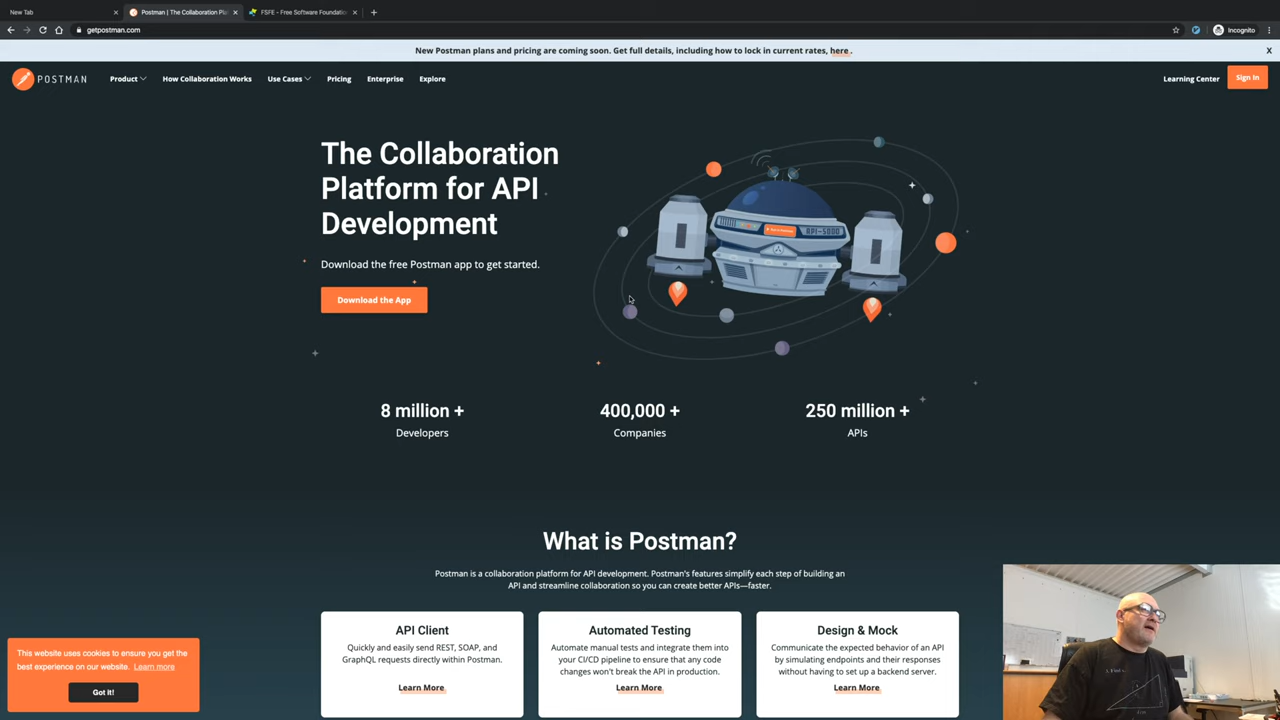 New Tab
Postman | The Collaboration Pla
FSFE - Free Software Foundatio
getpostman.com
Incognito
New Postman plans and pricing are coming soon. Get full details, including how to lock in current rates, here .
X
POSTMAN
Product
How Collaboration Works
Use Cases
Pricing
Enterprise
Explore
Learning Center
Sign In
The Collaboration
Platform for API
Development
Download the free Postman app to get started.
Download the App
API-5000
8 million +
Developers
400,000 +
Companies
250 million +
APIs
What is Postman?
Postman is a collaboration platform for API development. Postman's features simplify each step of building an
API and streamline collaboration so you can create better APIs—faster.
API Client
Quickly and easily send REST, SOAP, and
GraphQL requests directly within Postman.
Learn More
Automated Testing
Automate manual tests and integrate them into
your CI/CD pipeline to ensure that any code
changes won't break the API in production.
Learn More
Design & Mock
Communicate the expected behavior of an API
by simulating endpoints and their responses
without having to set up a backend server.
Learn More
This website uses cookies to ensure you get the
best experience on our website. Learn more
Got it!